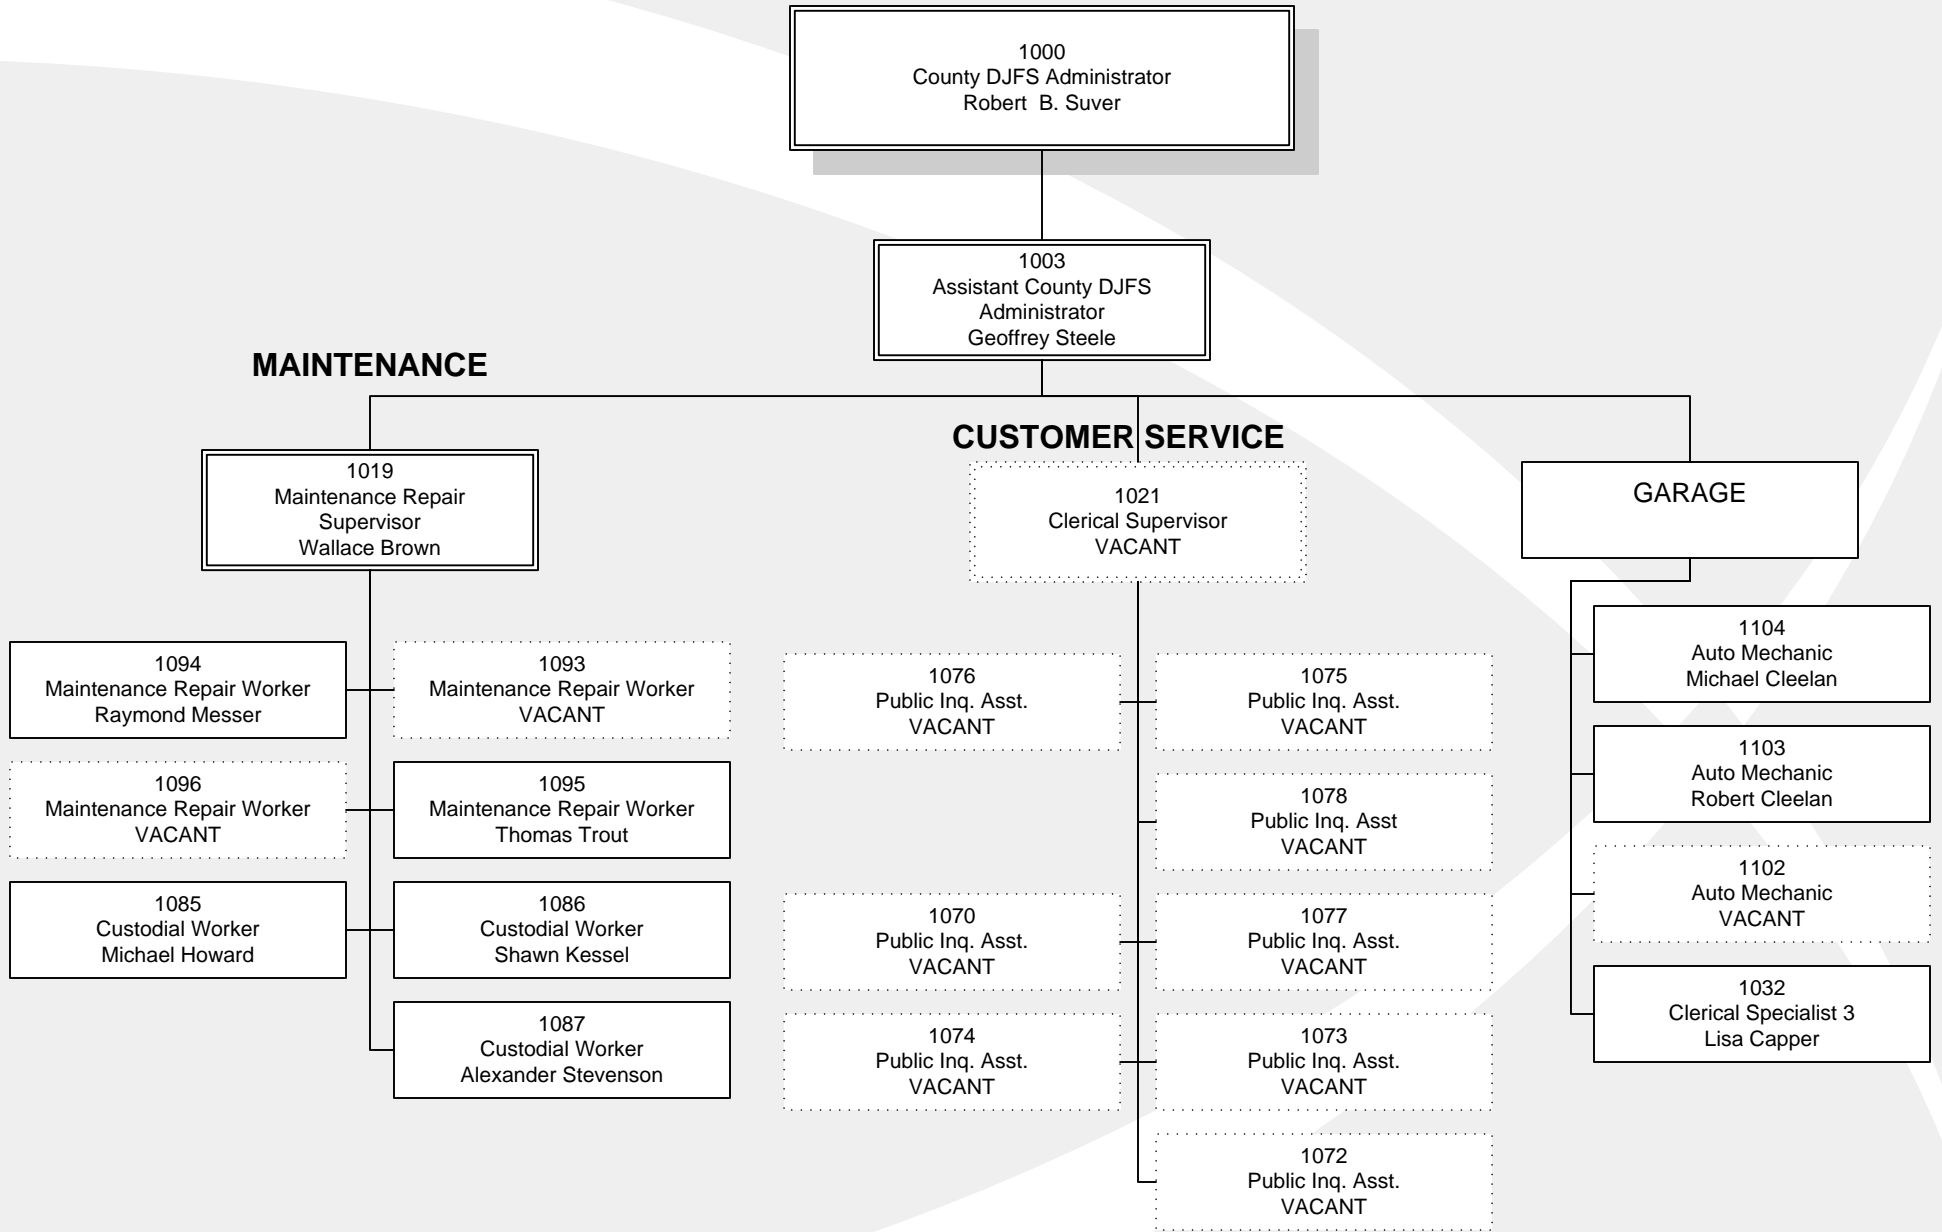 1000
County DJFS Administrator
Robert B. Suver
1003
Assistant County DJFS
Administrator
Geoffrey Steele
MAINTENANCE
CUSTOMER SERVICE
1019
Maintenance Repair
Supervisor
Wallace Brown
1021
Clerical Supervisor
VACANT
GARAGE
1094
Maintenance Repair Worker
Raymond Messer
1093
Maintenance Repair Worker
VACANT
1096
Maintenance Repair Worker
VACANT
1095
Maintenance Repair Worker
Thomas Trout
1085
Custodial Worker
Michael Howard
1086
Custodial Worker
Shawn Kessel
1087
Custodial Worker
Alexander Stevenson
1076
Public Inq. Asst.
VACANT
1075
Public Inq. Asst.
VACANT
1078
Public Inq. Asst
VACANT
1070
Public Inq. Asst.
VACANT
1077
Public Inq. Asst.
VACANT
1074
Public Inq. Asst.
VACANT
1073
Public Inq. Asst.
VACANT
1072
Public Inq. Asst.
VACANT
1104
Auto Mechanic
Michael Cleelan
1103
Auto Mechanic
Robert Cleelan
1102
Auto Mechanic
VACANT
1032
Clerical Specialist 3
Lisa Capper